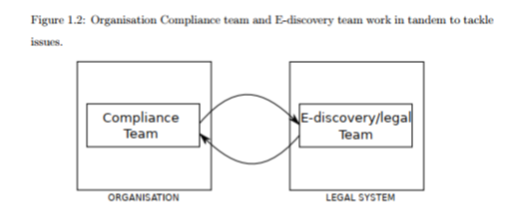 Figure 1.2: Organisation Compliance team and E-discovery team work in tandem to tackle
issues.
Compliance
Team
E-discovery/legal
Team
ORGANISATION
LEGAL SYSTEM